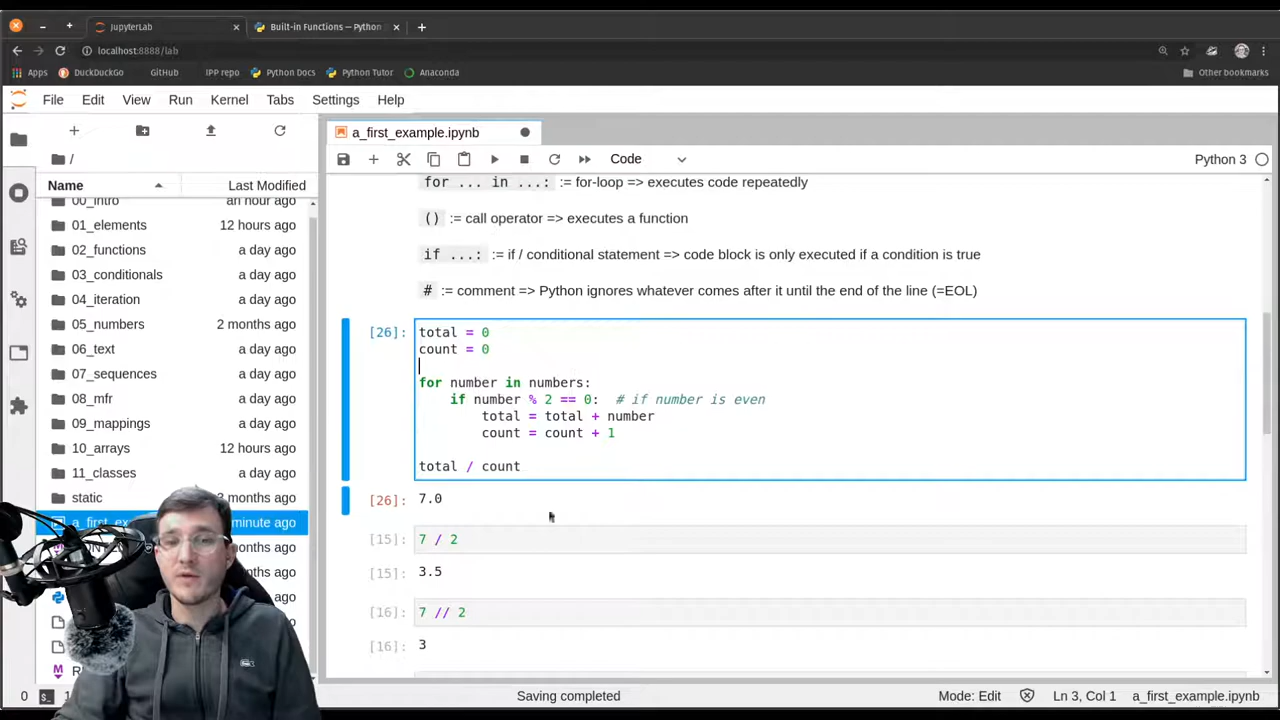 JupyterLab
Built-in Functions — Python
localhost:8888/lab
Apps DuckDuckGo GitHub IPP repo Python Docs Python Tutor Anaconda Other bookmarks
File Edit View Run Kernel Tabs Settings Help
a_first_example.ipynb
Code
Python 3
/
Name Last Modified
00_intro an hour ago
01_elements 12 hours ago
02_functions a day ago
03_conditionals a day ago
04_iteration a day ago
05_numbers 2 months ago
06_text a day ago
07_sequences a day ago
08_mfr a day ago
09_mappings a day ago
10_arrays 12 hours ago
11_classes a day ago
static 3 months ago
a_first_ex minute ago
months ago
months ago
ago
ago
ago
ago
for ... in ...: := for-loop => executes code repeatedly
() := call operator => executes a function
if ...: := if / conditional statement => code block is only executed if a condition is true
# := comment => Python ignores whatever comes after it until the end of the line (=EOL)
[26]: total = 0
count = 0
for number in numbers:
if number % 2 == 0: # if number is even
total = total + number
count = count + 1
total / count
[26]: 7.0
[15]: 7 / 2
[15]: 3.5
[16]: 7 // 2
[16]: 3
0 $_ 1 Saving completed Mode: Edit Ln 3, Col 1 a_first_example.ipynb